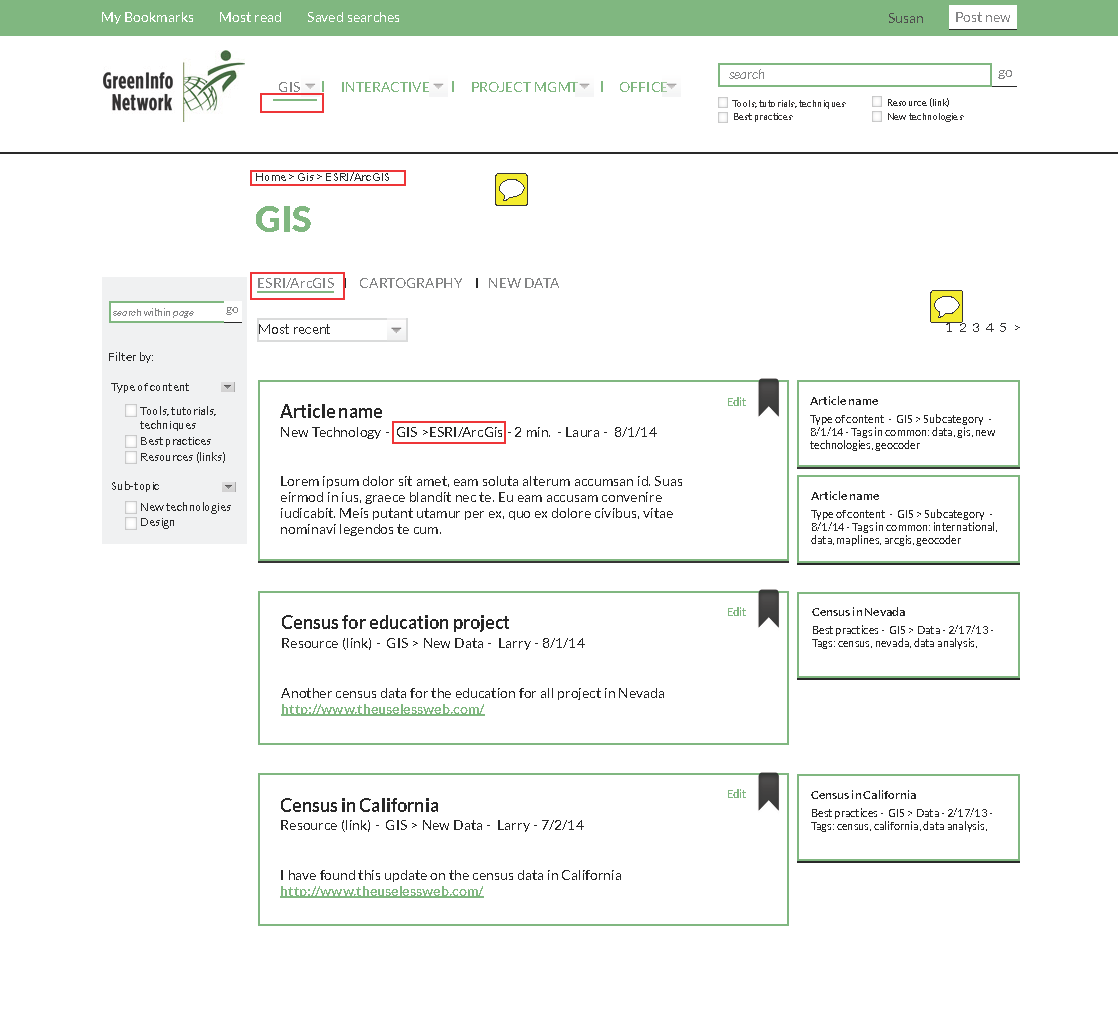 My Bookmarks Most read Saved searches Susan Post new
GreenInfo
Network
GIS INTERACTIVE PROJECT MGMT OFFICE
search go
Tools, tutorials, techniques Resource (link)
Best practices New technologies
Home > Gis > ESRI/ArcGIS
GIS
ESRI/ArcGIS CARTOGRAPHY NEW DATA
search within page go
Most recent
1 2 3 4 5 >
Filter by:
Type of content
Tools, tutorials,
techniques
Best practices
Resources (links)
Sub-topic
New technologies
Design
Edit
Article name
New Technology - GIS >ESRI/ArcGis - 2 min. - Laura - 8/1/14
Lorem ipsum dolor sit amet, eam soluta alterum accumsan id. Suas
eirmod in ius, graece blandit nec te. Eu eam accusam convenire
iudicabit. Meis putant utamur per ex, quo ex dolore civibus, vitae
nominavi legendos te cum.
Article name
Type of content - GIS > Subcategory -
8/1/14 - Tags in common: data, gis, new
technologies, geocoder
Article name
Type of content - GIS > Subcategory -
8/1/14 - Tags in common: international,
data, maplines, arcgis, geocoder
Edit
Census for education project
Resource (link) - GIS > New Data - Larry - 8/1/14
Another census data for the education for all project in Nevada
http://www.theuselessweb.com/
Census in Nevada
Best practices - GIS > Data - 2/17/13 -
Tags: census, nevada, data analysis,
Edit
Census in California
Resource (link) - GIS > New Data - Larry - 7/2/14
I have found this update on the census data in California
http://www.theuselessweb.com/
Census in California
Best practices - GIS > Data - 2/17/13 -
Tags: census, california, data analysis,